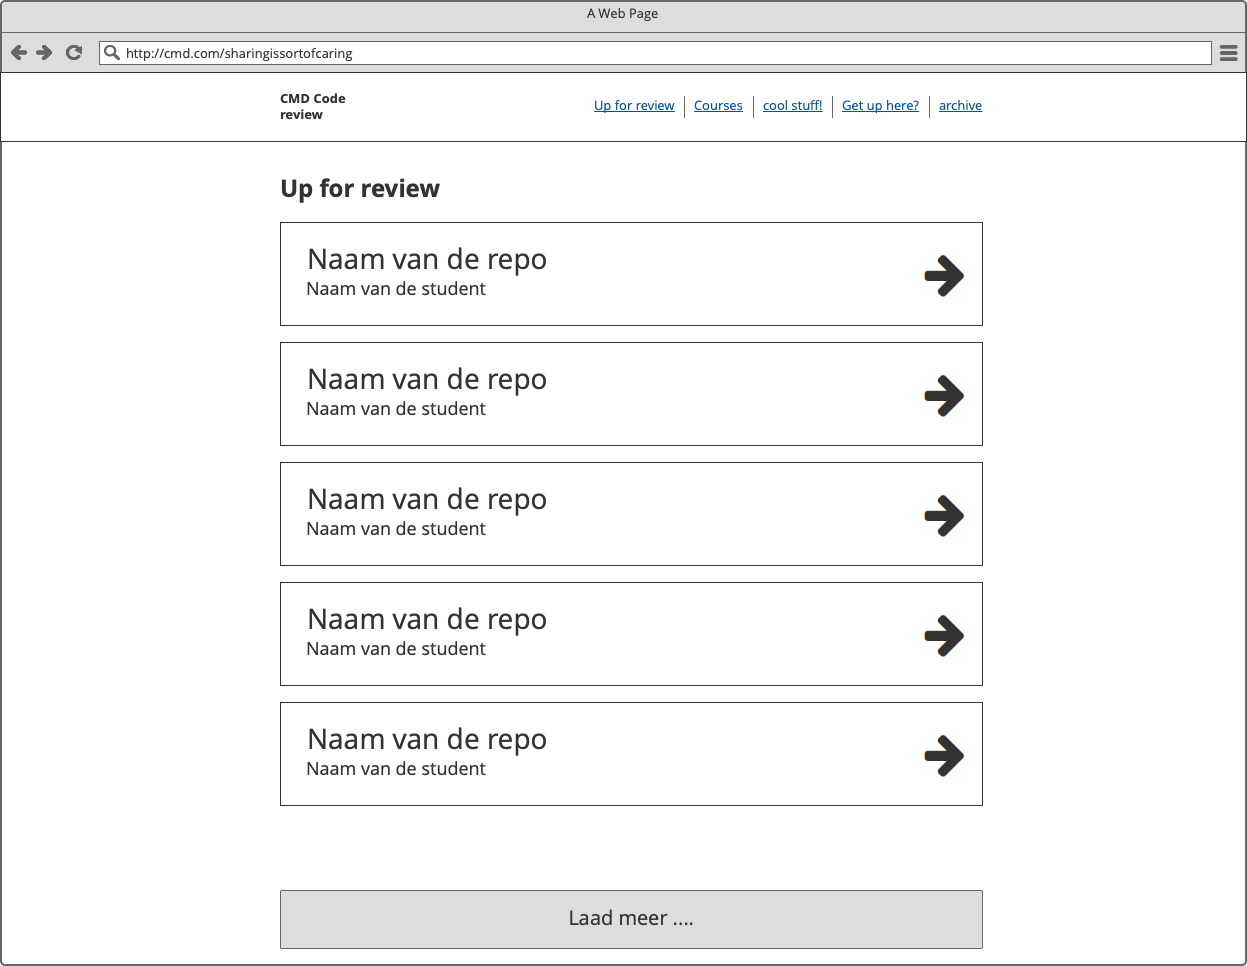 A Web Page
http://cmd.com/sharingissortofcaring
CMD Code
review
Up for review
Courses
cool stuff!
Get up here?
archive
Up for review
Naam van de repo
Naam van de student
Naam van de repo
Naam van de student
Naam van de repo
Naam van de student
Naam van de repo
Naam van de student
Naam van de repo
Naam van de student
Laad meer ....